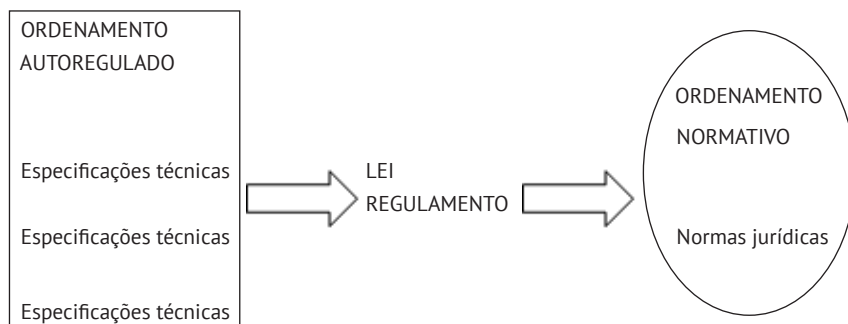 ORDENAMENTO
AUTOREGULADO
Especificações técnicas
Especificações técnicas
Especificações técnicas
LEI
REGULAMENTO
ORDENAMENTO
NORMATIVO
Normas jurídicas